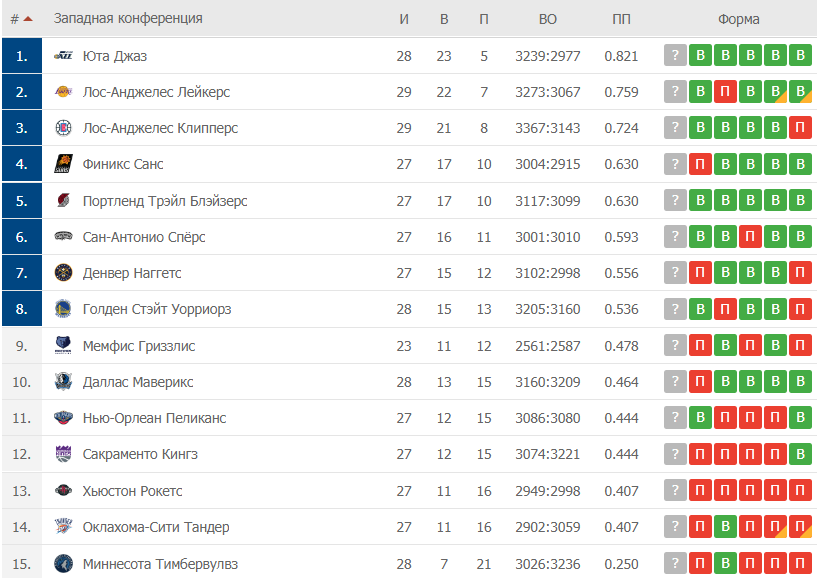 # Западная конференция И В П ВО ПП Форма
1. Юта Джаз 28 23 5 3239:2977 0.821 ? В В В В В
2. Лос-Анджелес Лейкерс 29 22 7 3273:3067 0.759 ? В П В В В
3. Лос-Анджелес Клипперс 29 21 8 3367:3143 0.724 ? В В В В П
4. Финикс Санс 27 17 10 3004:2915 0.630 ? П В В В В
5. Портленд Трэйл Блэйзерс 27 17 10 3117:3099 0.630 ? В В В В В
6. Сан-Антонио Спёрс 27 16 11 3001:3010 0.593 ? В В П В В
7. Денвер Наггетс 27 15 12 3102:2998 0.556 ? П В В В П
8. Голден Стэйт Уорриорз 28 15 13 3205:3160 0.536 ? В П В В П
9. Мемфис Гриззлис 23 11 12 2561:2587 0.478 ? П В П В П
10. Даллас Маверикс 28 13 15 3160:3209 0.464 ? П В В В В
11. Нью-Орлеан Пеликанс 27 12 15 3086:3080 0.444 ? В П П П В
12. Сакраменто Кингз 27 12 15 3074:3221 0.444 ? П П П П В
13. Хьюстон Рокетс 27 11 16 2949:2998 0.407 ? П П П П П
14. Оклахома-Сити Тандер 27 11 16 2902:3059 0.407 ? П В П П П
15. Миннесота Тимбервулвз 28 7 21 3026:3236 0.250 ? П В П П П